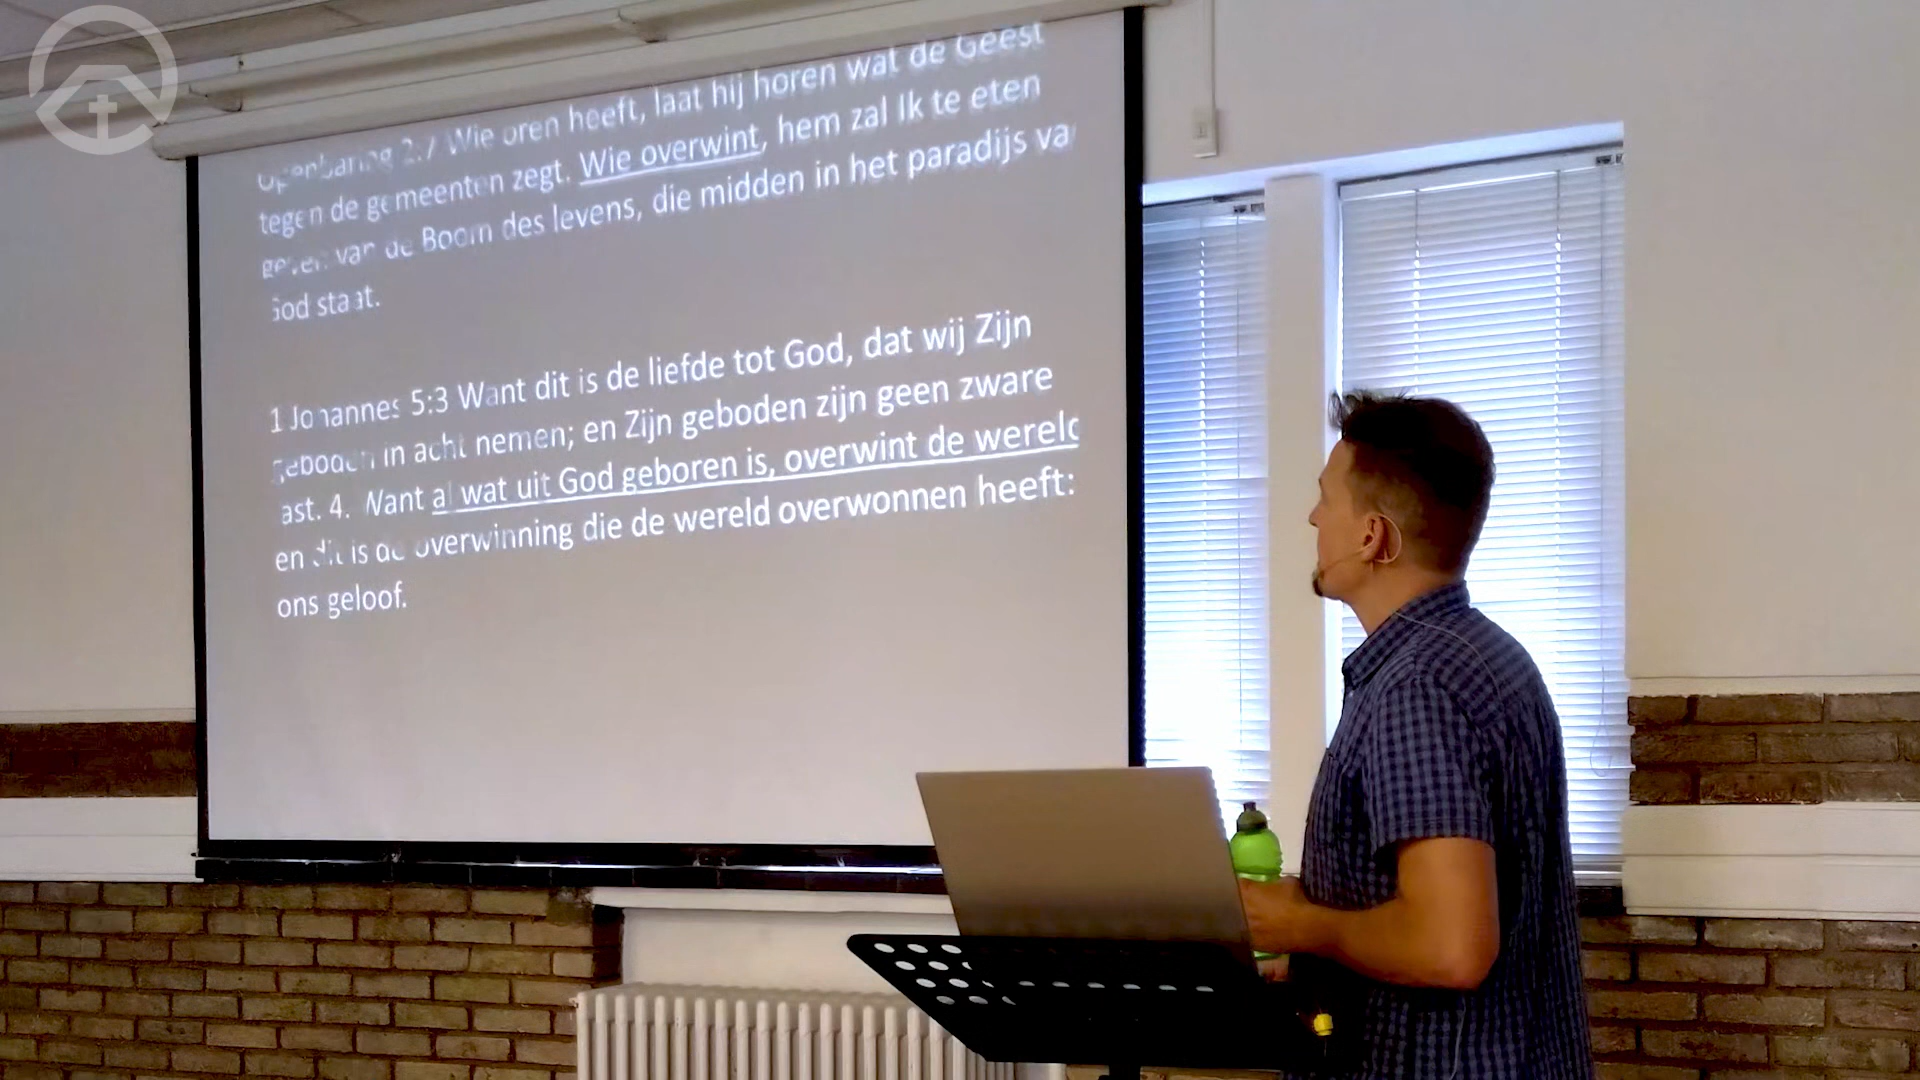 Openbaring 2:7 Wie oren heeft, laat hij horen wat de Geest
tegen de gemeenten zegt. Wie overwint, hem zal Ik te eten
geven van de Boom des levens, die midden in het paradijs va
God staat.
1 Johannes 5:3 Want dit is de liefde tot God, dat wij Zijn
geboden in acht nemen; en Zijn geboden zijn geen zware
last. 4. Want al wat uit God geboren is, overwint de wereld
en dit is de overwinning die de wereld overwonnen heeft:
ons geloof.